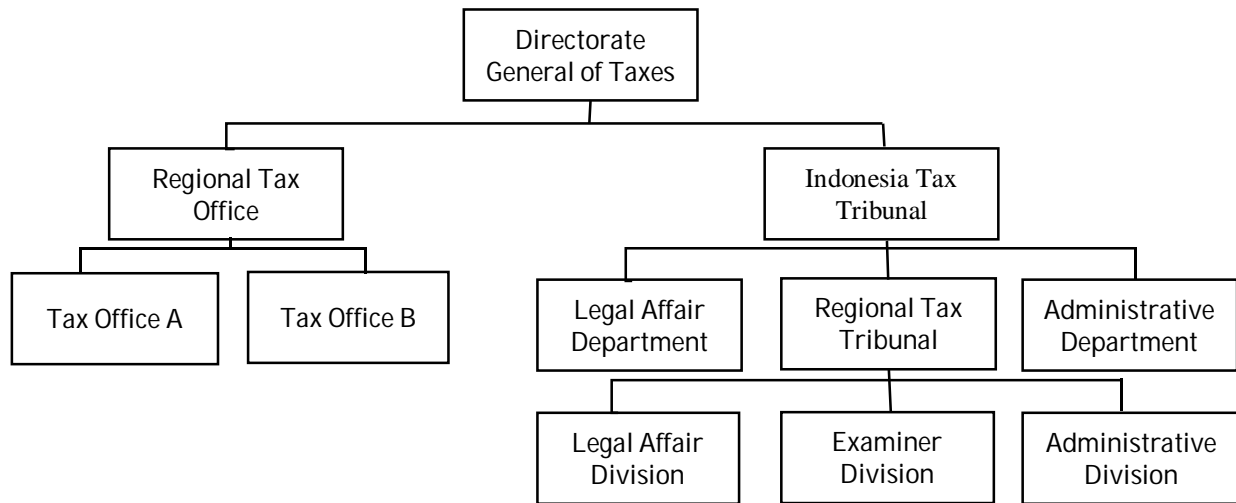 Directorate
General of Taxes
Regional Tax
Office
Indonesia Tax
Tribunal
Tax Office A
Tax Office B
Legal Affair
Department
Regional Tax
Tribunal
Administrative
Department
Legal Affair
Division
Examiner
Division
Administrative
Division